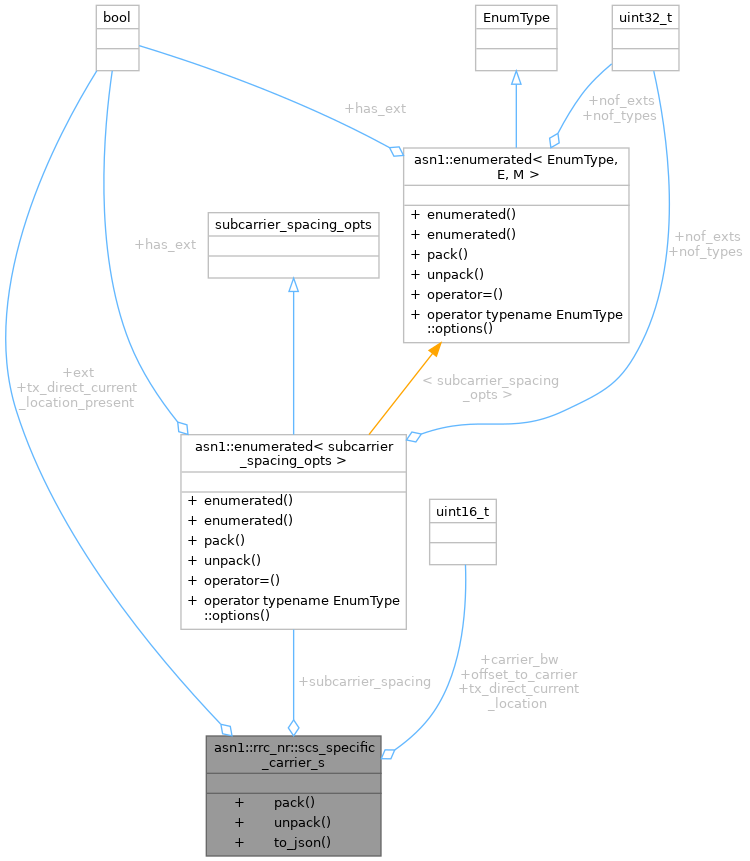 bool
EnumType
uint32_t
+has_ext
+nof_exts
+nof_types
asn1::enumerated< EnumType,
E, M >
+ enumerated()
+ enumerated()
+ pack()
+ unpack()
+ operator=()
+ operator typename EnumType
::options()
subcarrier_spacing_opts
+has_ext
+nof_exts
+nof_types
+ext
+tx_direct_current
_location_present
< subcarrier_spacing
_opts >
asn1::enumerated< subcarrier
_spacing_opts >
+ enumerated()
+ enumerated()
+ pack()
+ unpack()
+ operator=()
+ operator typename EnumType
::options()
uint16_t
+subcarrier_spacing
+carrier_bw
+offset_to_carrier
+tx_direct_current
_location
asn1::rrc_nr::scs_specific
_carrier_s
+ pack()
+ unpack()
+ to_json()